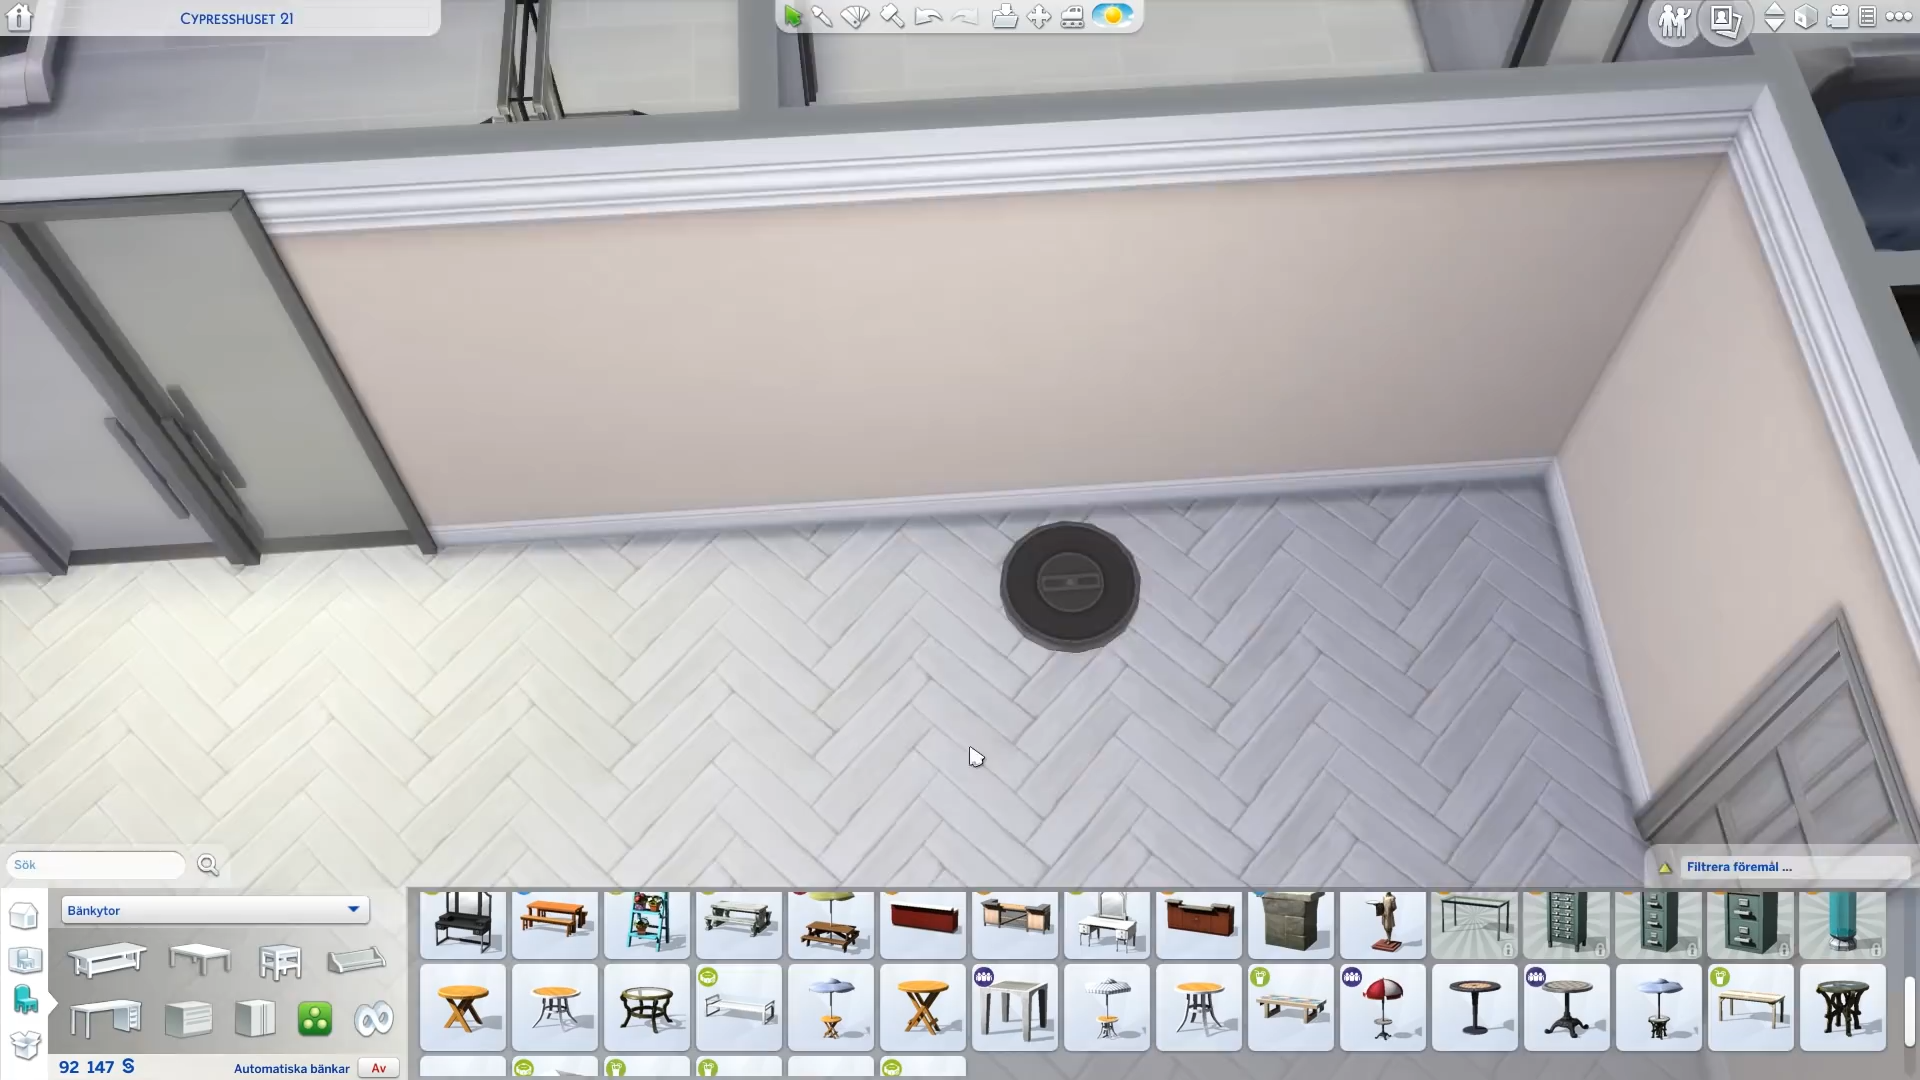 Cypresshuset 21
Sök
Filtrera föremål ...
Bänkytor
92 147 §
Automatiska bänkar
Av